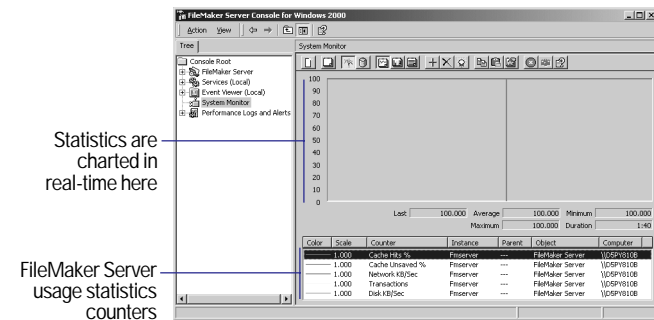 FileMaker Server Console for Windows 2000
Action View
Tree
System Monitor
Console Root
FileMaker Server
Services (Local)
Event Viewer (Local)
System Monitor
Performance Logs and Alerts
100
90
80
70
60
50
40
30
20
10
0
Last 100.000 Average 100.000 Minimum 100.000
Maximum 100.000 Duration 1:40
Color Scale Counter Instance Parent Object Computer
1.000 Cache Hits % Fmserver --- FileMaker Server \\D5PY810B
1.000 Cache Unsaved % Fmserver --- FileMaker Server \\D5PY810B
1.000 Network KB/Sec Fmserver --- FileMaker Server \\D5PY810B
1.000 Transactions Fmserver --- FileMaker Server \\D5PY810B
1.000 Disk KB/Sec Fmserver --- FileMaker Server \\D5PY810B
Statistics are
charted in
real-time here
FileMaker Server
usage statistics
counters